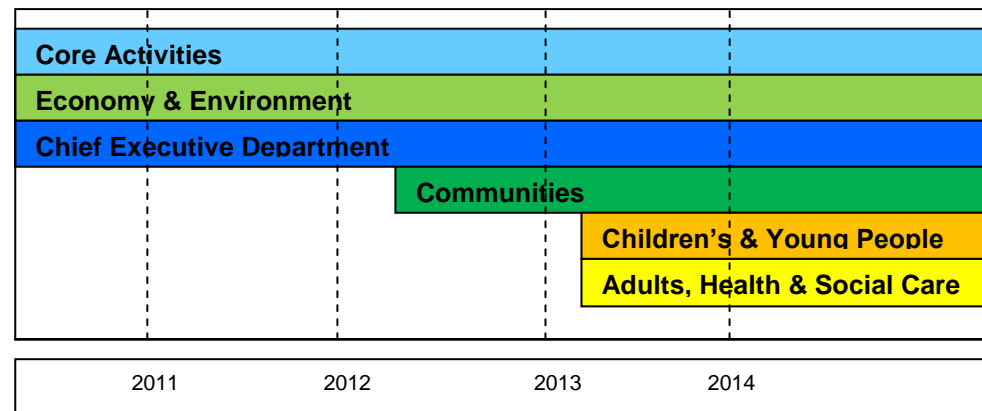 Core Activities
Economy & Environment
Chief Executive Department
Communities
Children's & Young People
Adults, Health & Social Care
2011 2012 2013 2014